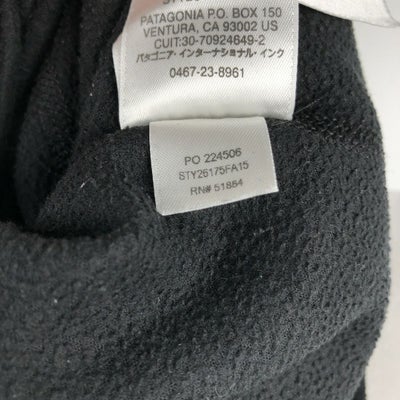 PATAGONIA P.O. BOX 150
VENTURA, CA 93002 US
CUIT:30-70924649-2
パタゴニア・インターナショナル・インク
0467-23-8961
PO 224506
STY26175FA15
RN# 51884